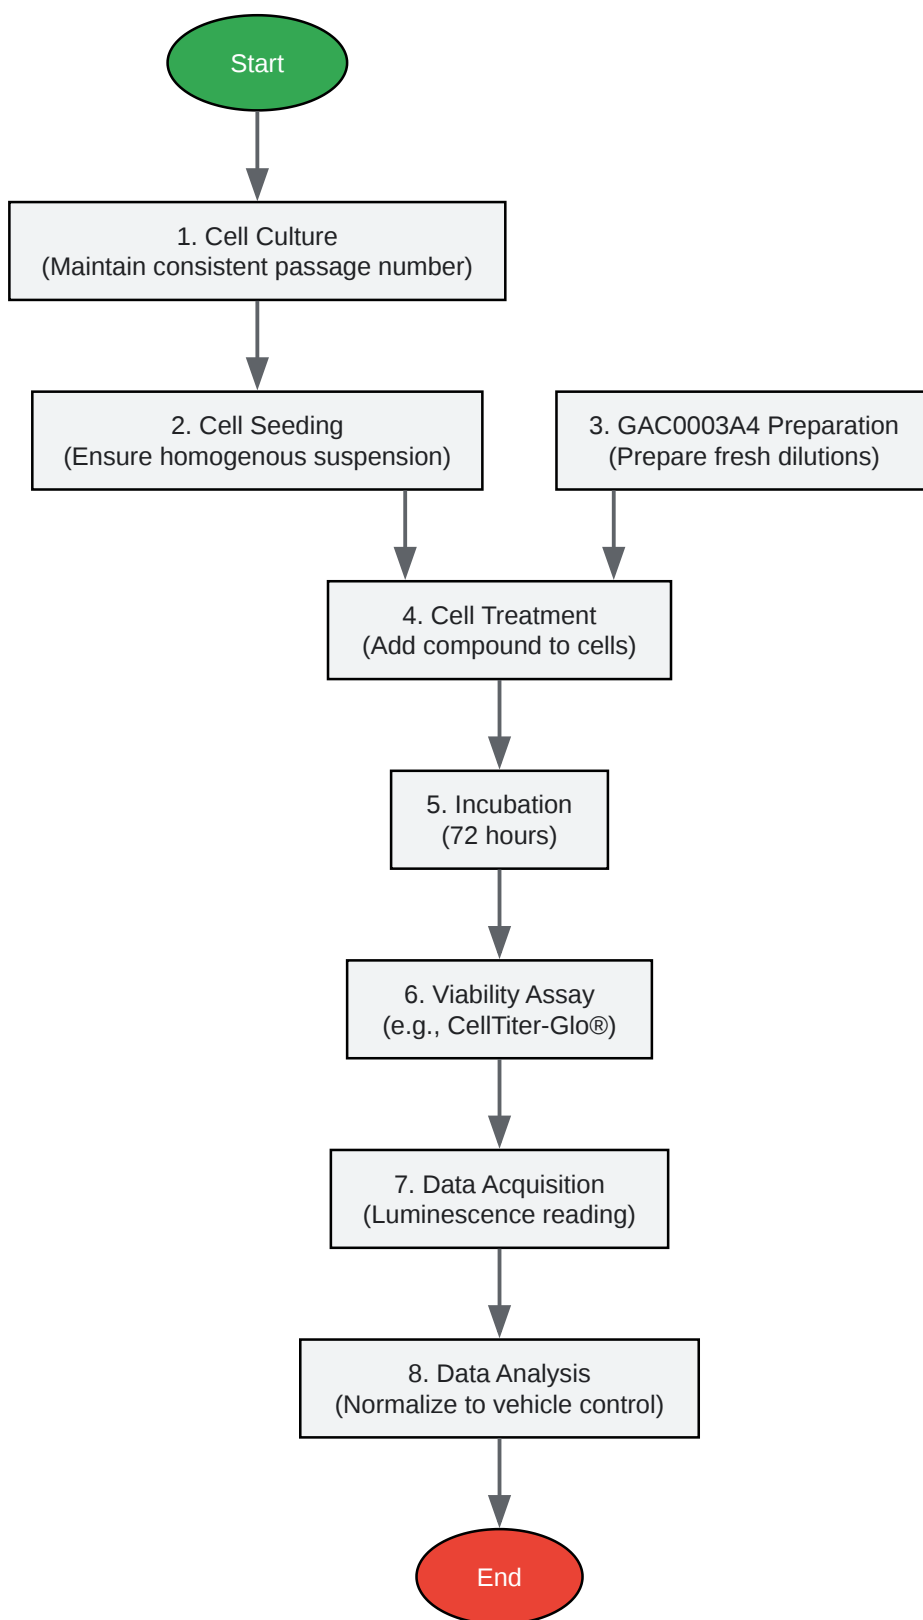 Start
1. Cell Culture
(Maintain consistent passage number)
2. Cell Seeding
(Ensure homogenous suspension)
3. GAC0003A4 Preparation
(Prepare fresh dilutions)
4. Cell Treatment
(Add compound to cells)
5. Incubation
(72 hours)
6. Viability Assay
(e.g., CellTiter-Glo®)
7. Data Acquisition
(Luminescence reading)
8. Data Analysis
(Normalize to vehicle control)
End